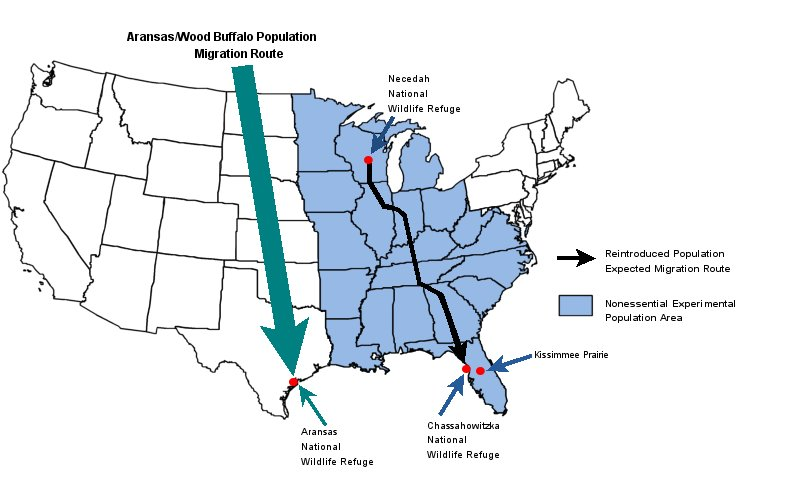 Aransas/Wood Buffalo Population
Migration Route
Necedah
National
Wildlife Refuge
Reintroduced Population
Expected Migration Route
Nonessential Experimental
Population Area
Kissimmee Prairie
Chassahowitzka
National
Wildlife Refuge
Aransas
National
Wildlife Refuge